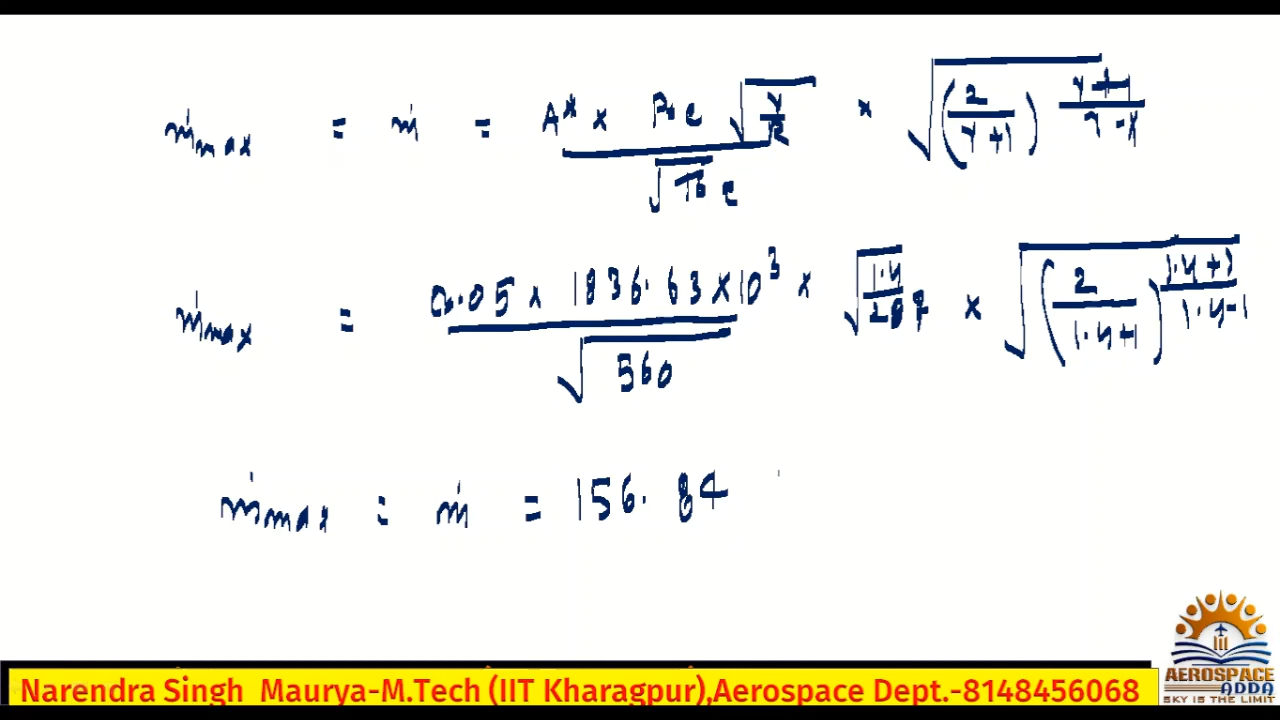 ṁmax = ṁ = A* × P₀e √(γ/R) / √T₀e × √((2/(γ+1))^((γ+1)/(γ-1)))
ṁmax = 0.05 × 1836.63 × 10³ / √560 × √(1.4/287) × √((2/(1.4+1))^((1.4+1)/(1.4-1)))
ṁmax = ṁ = 156.84
Narendra Singh Maurya-M.Tech (IIT Kharagpur),Aerospace Dept.-8148456068
AEROSPACE
ADDA
SKY IS THE LIMIT